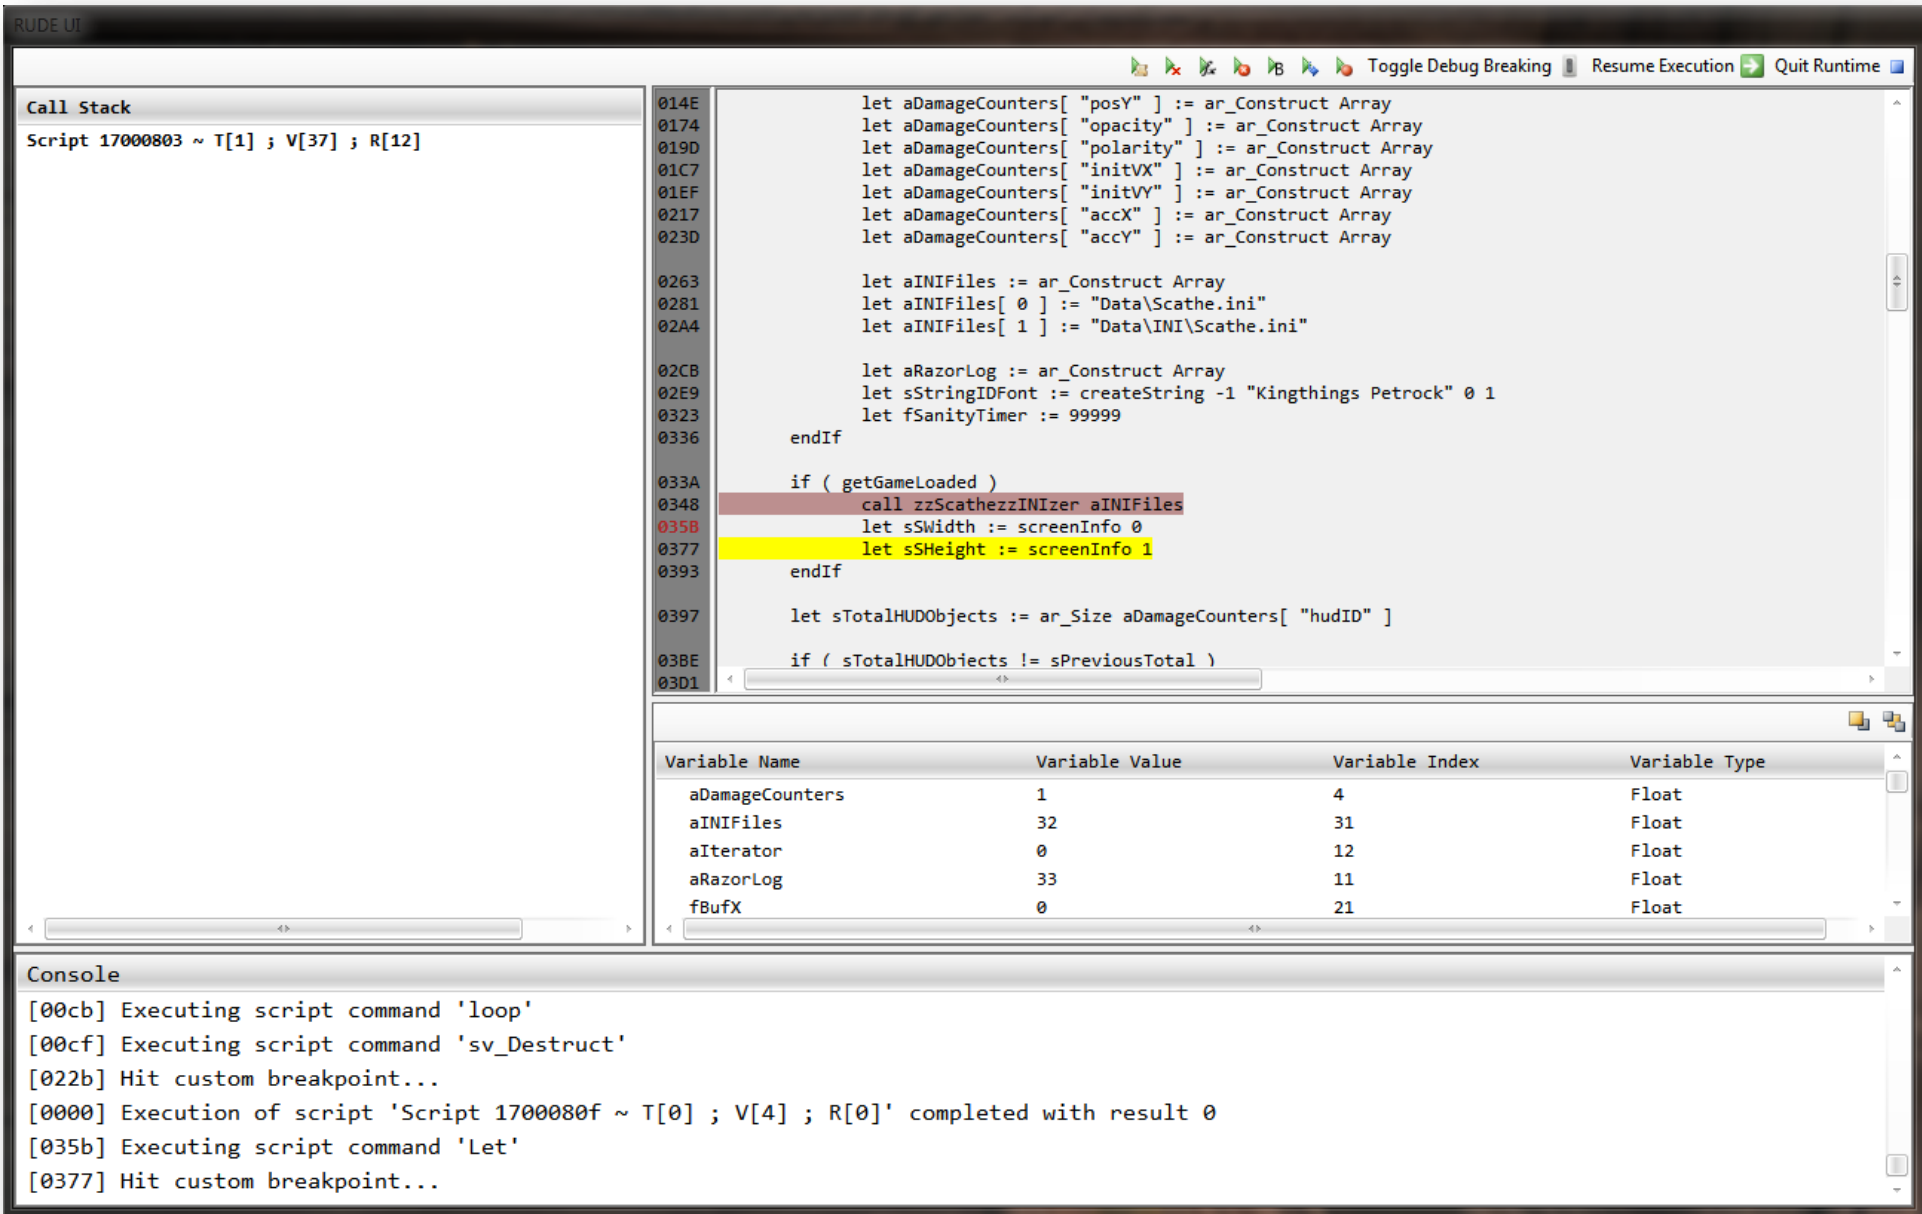 RUDE UI
Toggle Debug Breaking Resume Execution Quit Runtime
Call Stack
Script 17000803 ~ T[1] ; V[37] ; R[12]
014E let aDamageCounters[ "posY" ] := ar_Construct Array
0174 let aDamageCounters[ "opacity" ] := ar_Construct Array
019D let aDamageCounters[ "polarity" ] := ar_Construct Array
01C7 let aDamageCounters[ "initVX" ] := ar_Construct Array
01EF let aDamageCounters[ "initVY" ] := ar_Construct Array
0217 let aDamageCounters[ "accX" ] := ar_Construct Array
023D let aDamageCounters[ "accY" ] := ar_Construct Array
0263 let aINIFiles := ar_Construct Array
0281 let aINIFiles[ 0 ] := "Data\Scathe.ini"
02A4 let aINIFiles[ 1 ] := "Data\INI\Scathe.ini"
02CB let aRazorLog := ar_Construct Array
02E9 let sStringIDFont := createString -1 "Kingthings Petrock" 0 1
0323 let fSanityTimer := 99999
0336 endIf
033A if ( getGameLoaded )
0348 call zzScathezzINIzer aINIFiles
035B let sSWidth := screenInfo 0
0377 let sSHeight := screenInfo 1
0393 endIf
0397 let sTotalHUDObjects := ar_Size aDamageCounters[ "hudID" ]
03BE if ( sTotalHUDObjects != sPreviousTotal )
03D1
Variable Name Variable Value Variable Index Variable Type
aDamageCounters 1 4 Float
aINIFiles 32 31 Float
aIterator 0 12 Float
aRazorLog 33 11 Float
fBufX 0 21 Float
Console
[00cb] Executing script command 'loop'
[00cf] Executing script command 'sv_Destruct'
[022b] Hit custom breakpoint...
[0000] Execution of script 'Script 1700080f ~ T[0] ; V[4] ; R[0]' completed with result 0
[035b] Executing script command 'Let'
[0377] Hit custom breakpoint...